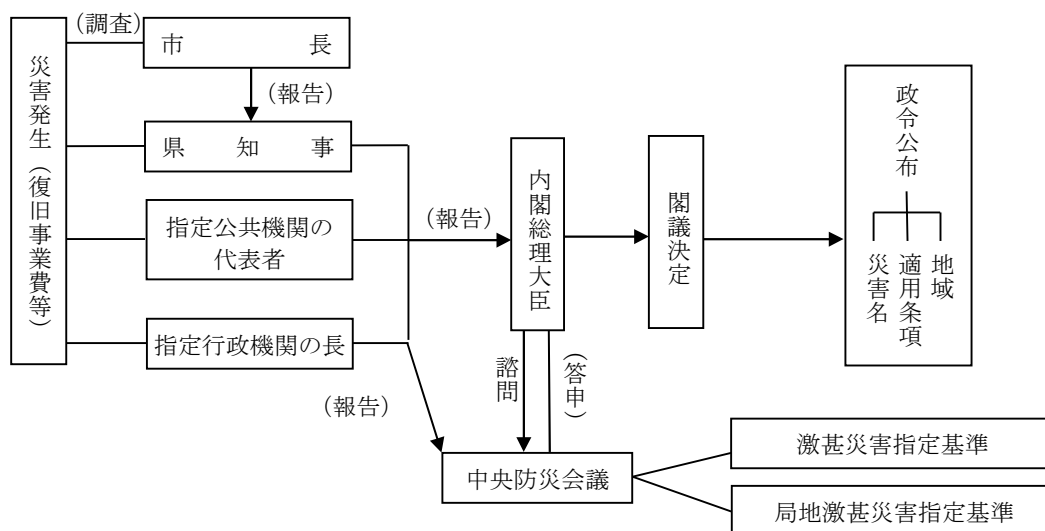 (調査)
市　　　長
災害発生（復旧事業費等）
(報告)
県　知　事
指定公共機関の
代表者
指定行政機関の長
(報告)
(報告)
内閣総理大臣
閣議決定
政令公布
地域
適用条項
災害名
諮問
(答申)
中央防災会議
激甚災害指定基準
局地激甚災害指定基準